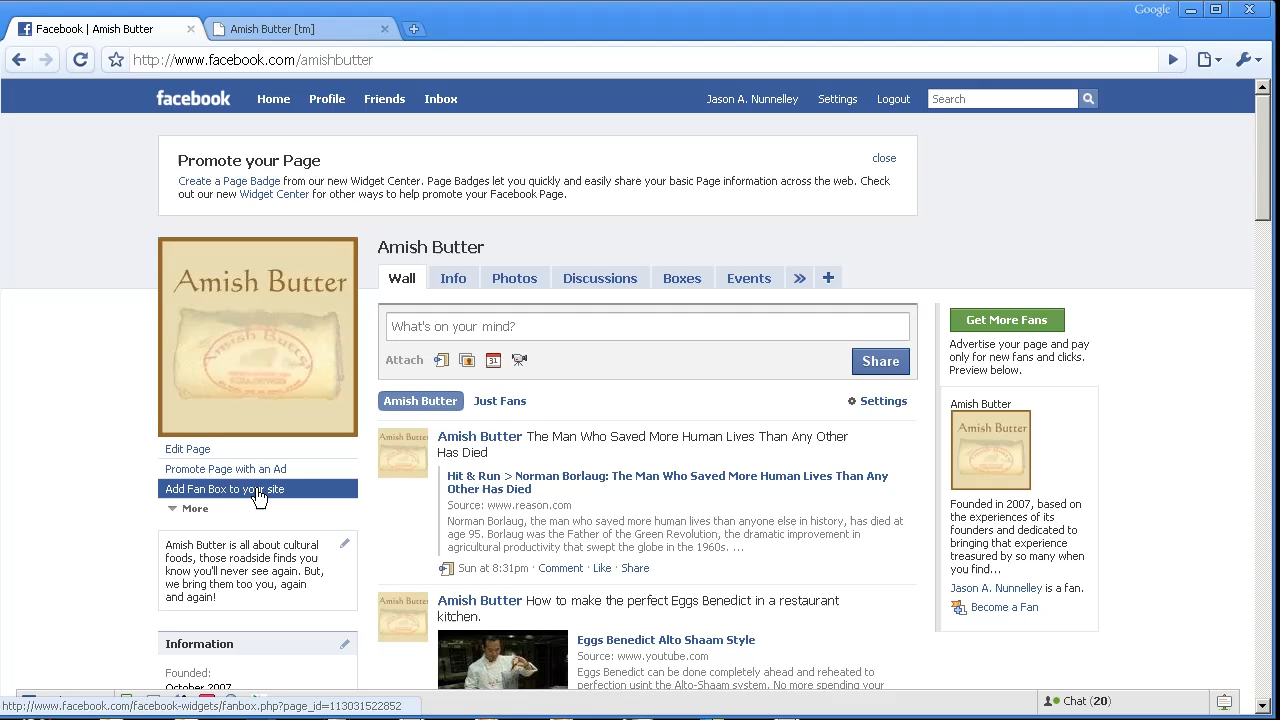 Google
Facebook | Amish Butter
Amish Butter [tm]
http://www.facebook.com/amishbutter
facebook Home Profile Friends Inbox Jason A. Nunnelley Settings Logout Search
Promote your Page close
Create a Page Badge from our new Widget Center. Page Badges let you quickly and easily share your basic Page information across the web. Check
out our new Widget Center for other ways to help promote your Facebook Page.
Amish Butter
Amish Butter
Wall Info Photos Discussions Boxes Events » +
What's on your mind?
Attach 31 Share
Get More Fans
Advertise your page and pay
only for new fans and clicks.
Preview below.
Amish Butter Just Fans Settings
Amish Butter
Amish Butter
Edit Page
Promote Page with an Ad
Add Fan Box to your site
More
Amish Butter is all about cultural
foods, those roadside finds you
know you'll never see again. But,
we bring them too you, again
and again!
Information
Founded:
October 2007
Amish Butter
Amish Butter The Man Who Saved More Human Lives Than Any Other
Has Died
Hit & Run > Norman Borlaug: The Man Who Saved More Human Lives Than Any
Other Has Died
Source: www.reason.com
Norman Borlaug, the man who saved more human lives than anyone else in history, has died at
age 95. Borlaug was the Father of the Green Revolution, the dramatic improvement in
agricultural productivity that swept the globe in the 1960s. ...
Sun at 8:31pm · Comment · Like · Share
Amish Butter
Amish Butter How to make the perfect Eggs Benedict in a restaurant
kitchen.
Eggs Benedict Alto Shaam Style
Source: www.youtube.com
Eggs Benedict can be done completely ahead and reheated to
perfection usint the Alto-Shaam system. No more spending your
Amish Butter
Founded in 2007, based on
the experiences of its
founders and dedicated to
bringing that experience
treasured by so many when
you find...
Jason A. Nunnelley is a fan.
Become a Fan
Chat (20)